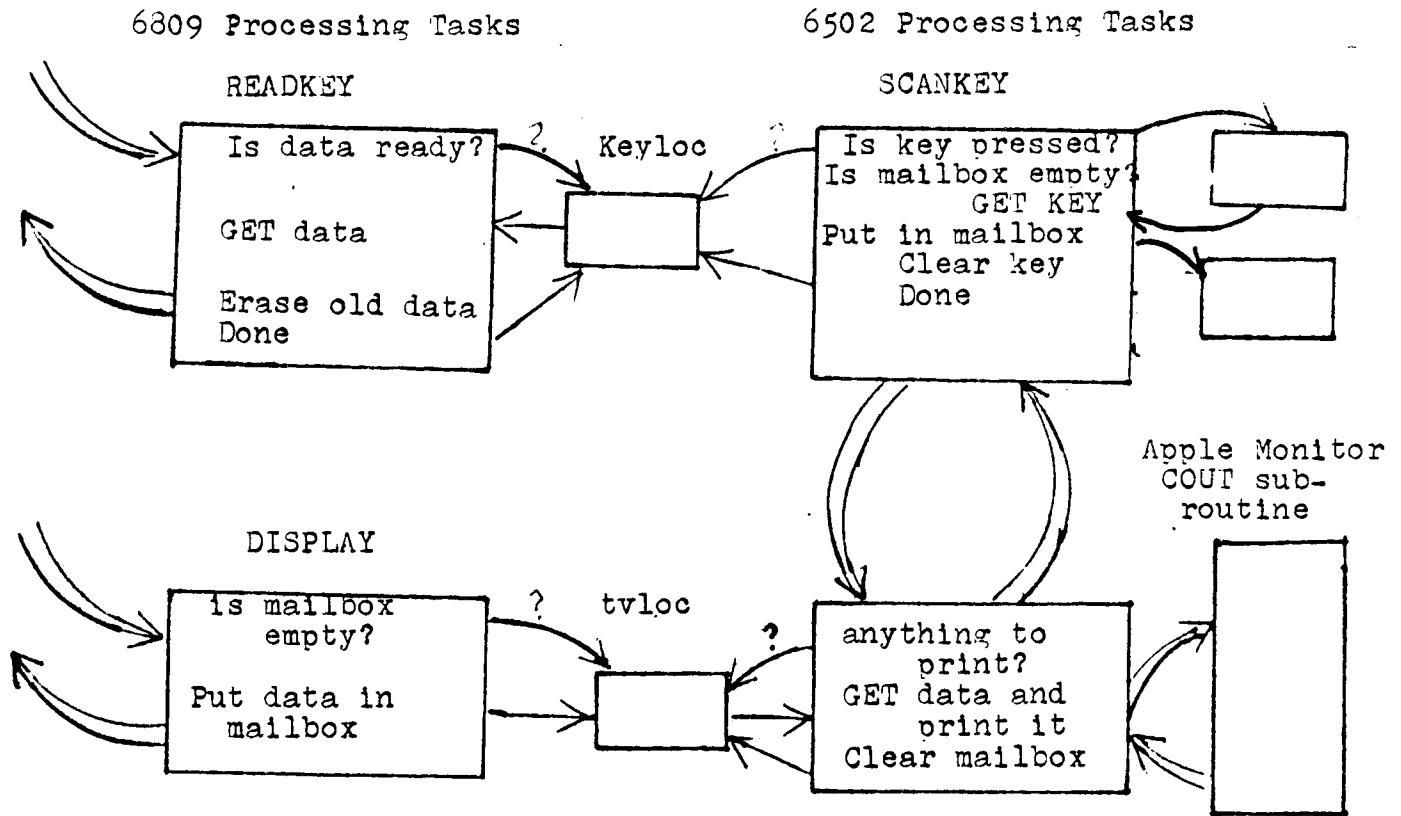 6809 Processing Tasks
6502 Processing Tasks
READKEY
Is data ready?
GET data
Erase old data
Done
?
Keyloc
?
SCANKEY
Is key pressed?
Is mailbox empty?
GET KEY
Put in mailbox
Clear key
Done
Apple Monitor
COUT sub-
routine
DISPLAY
is mailbox
empty?
Put data in
mailbox
?
tvloc
?
anything to
print?
GET data and
print it
Clear mailbox